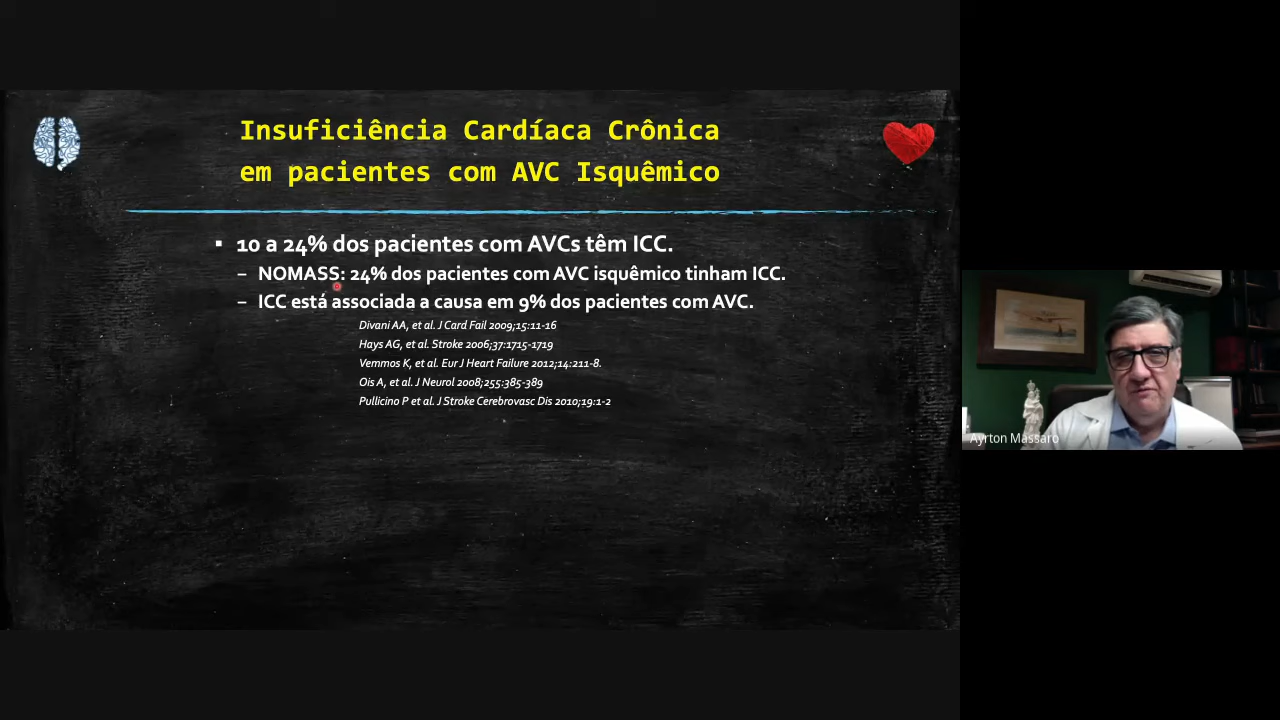 Insuficiência Cardíaca Crônica
em pacientes com AVC Isquêmico
▪ 10 a 24% dos pacientes com AVCs têm ICC.
– NOMASS: 24% dos pacientes com AVC isquêmico tinham ICC.
– ICC está associada a causa em 9% dos pacientes com AVC.
Divani AA, et al. J Card Fail 2009;15:11-16
Hays AG, et al. Stroke 2006;37:1715-1719
Vemmos K, et al. Eur J Heart Failure 2012;14:211-8.
Ois A, et al. J Neurol 2008;255:385-389
Pullicino P et al. J Stroke Cerebrovasc Dis 2010;19:1-2
Ayrton Massaro